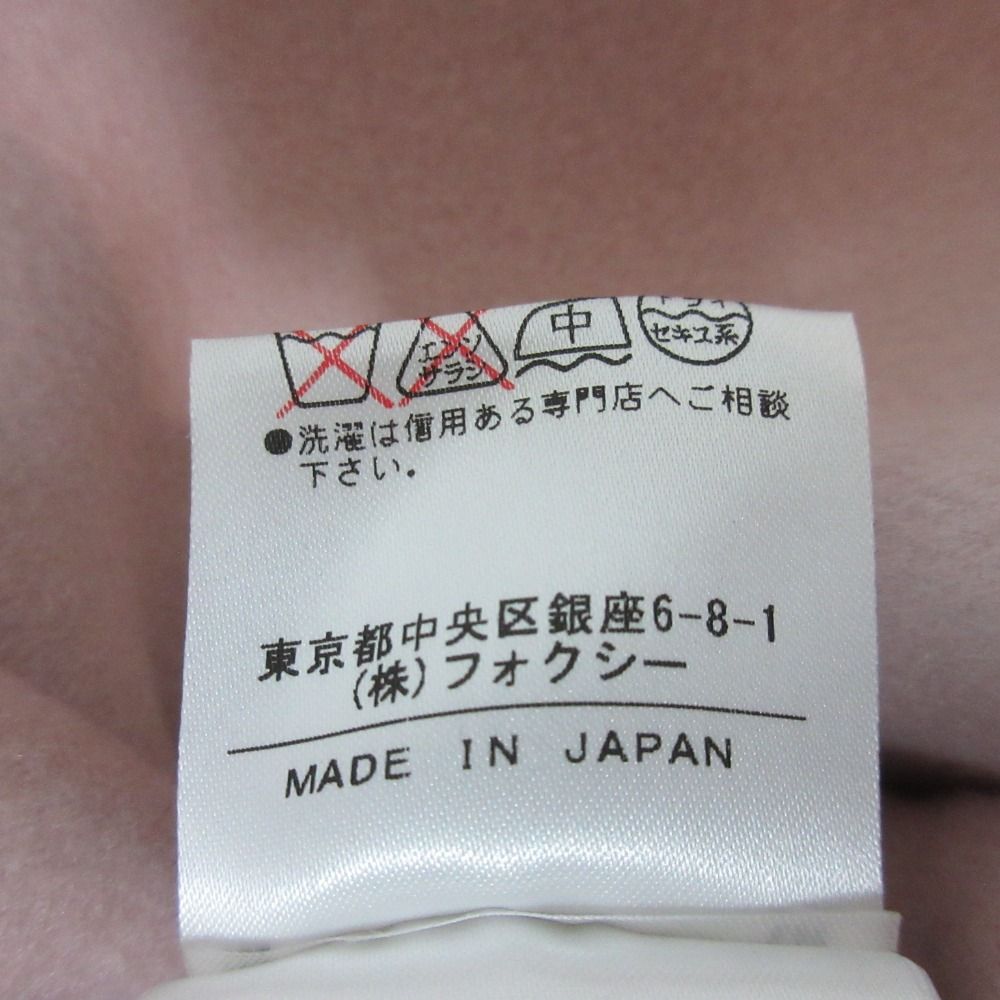 中
エンソ
サラシ
セキユ系
●洗濯は信用ある専門店へご相談
下さい。
東京都中央区銀座6-8-1
(株)フォクシー
MADE IN JAPAN